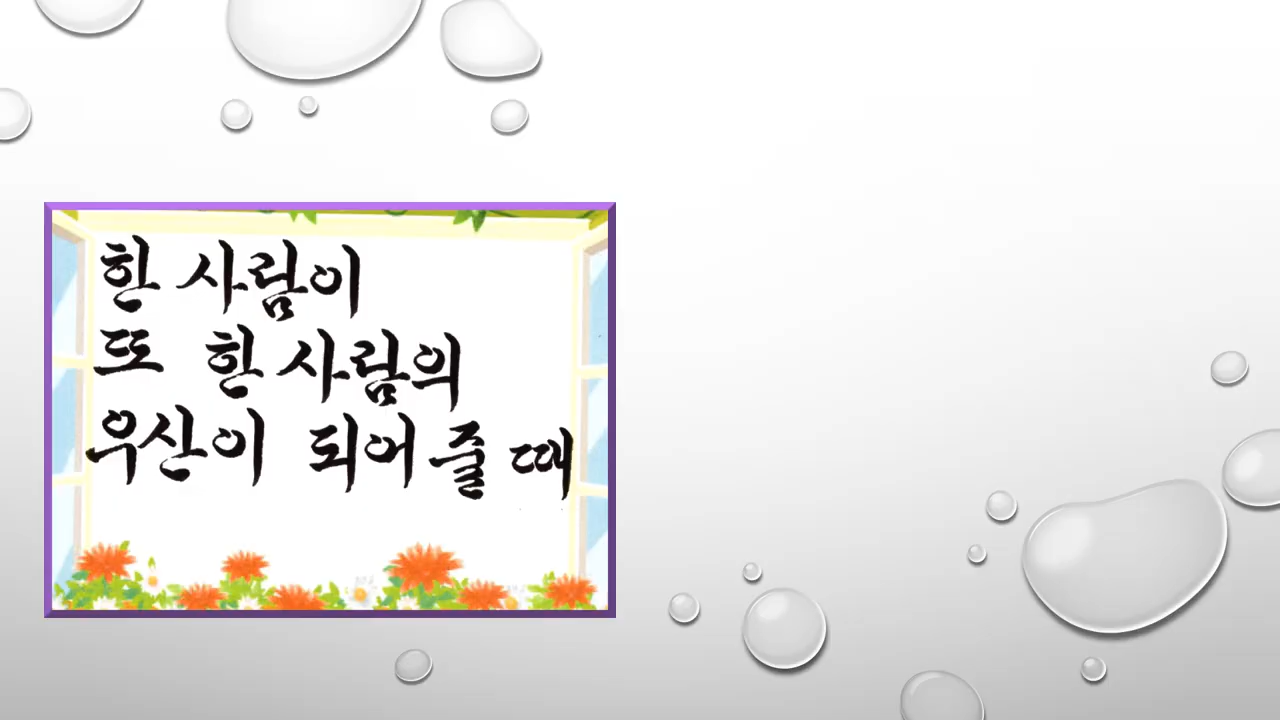 한 사람이
또 한 사람의
우산이 되어 줄 때